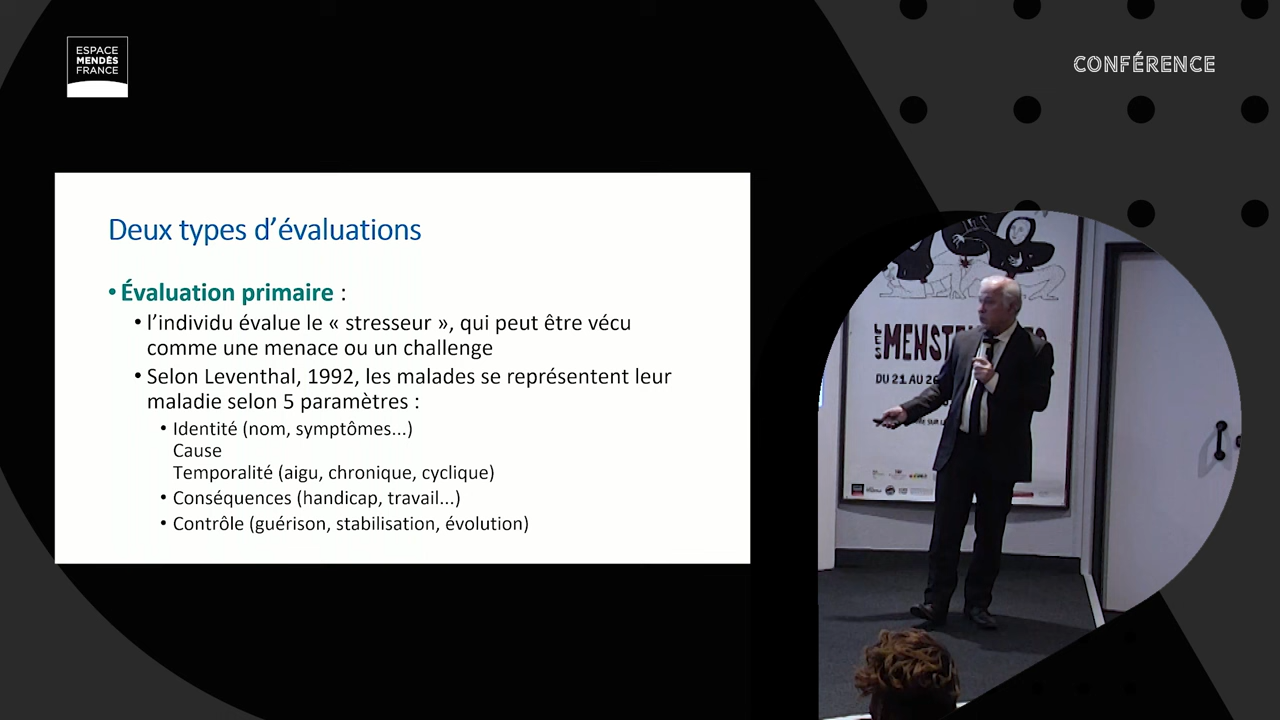 ESPACE
MENDÈS
FRANCE
CONFÉRENCE
Deux types d’évaluations
• Évaluation primaire :
• l’individu évalue le « stresseur », qui peut être vécu
comme une menace ou un challenge
• Selon Leventhal, 1992, les malades se représentent leur
maladie selon 5 paramètres :
• Identité (nom, symptômes...)
Cause
Temporalité (aigu, chronique, cyclique)
• Conséquences (handicap, travail...)
• Contrôle (guérison, stabilisation, évolution)
LES
DU 21 AU